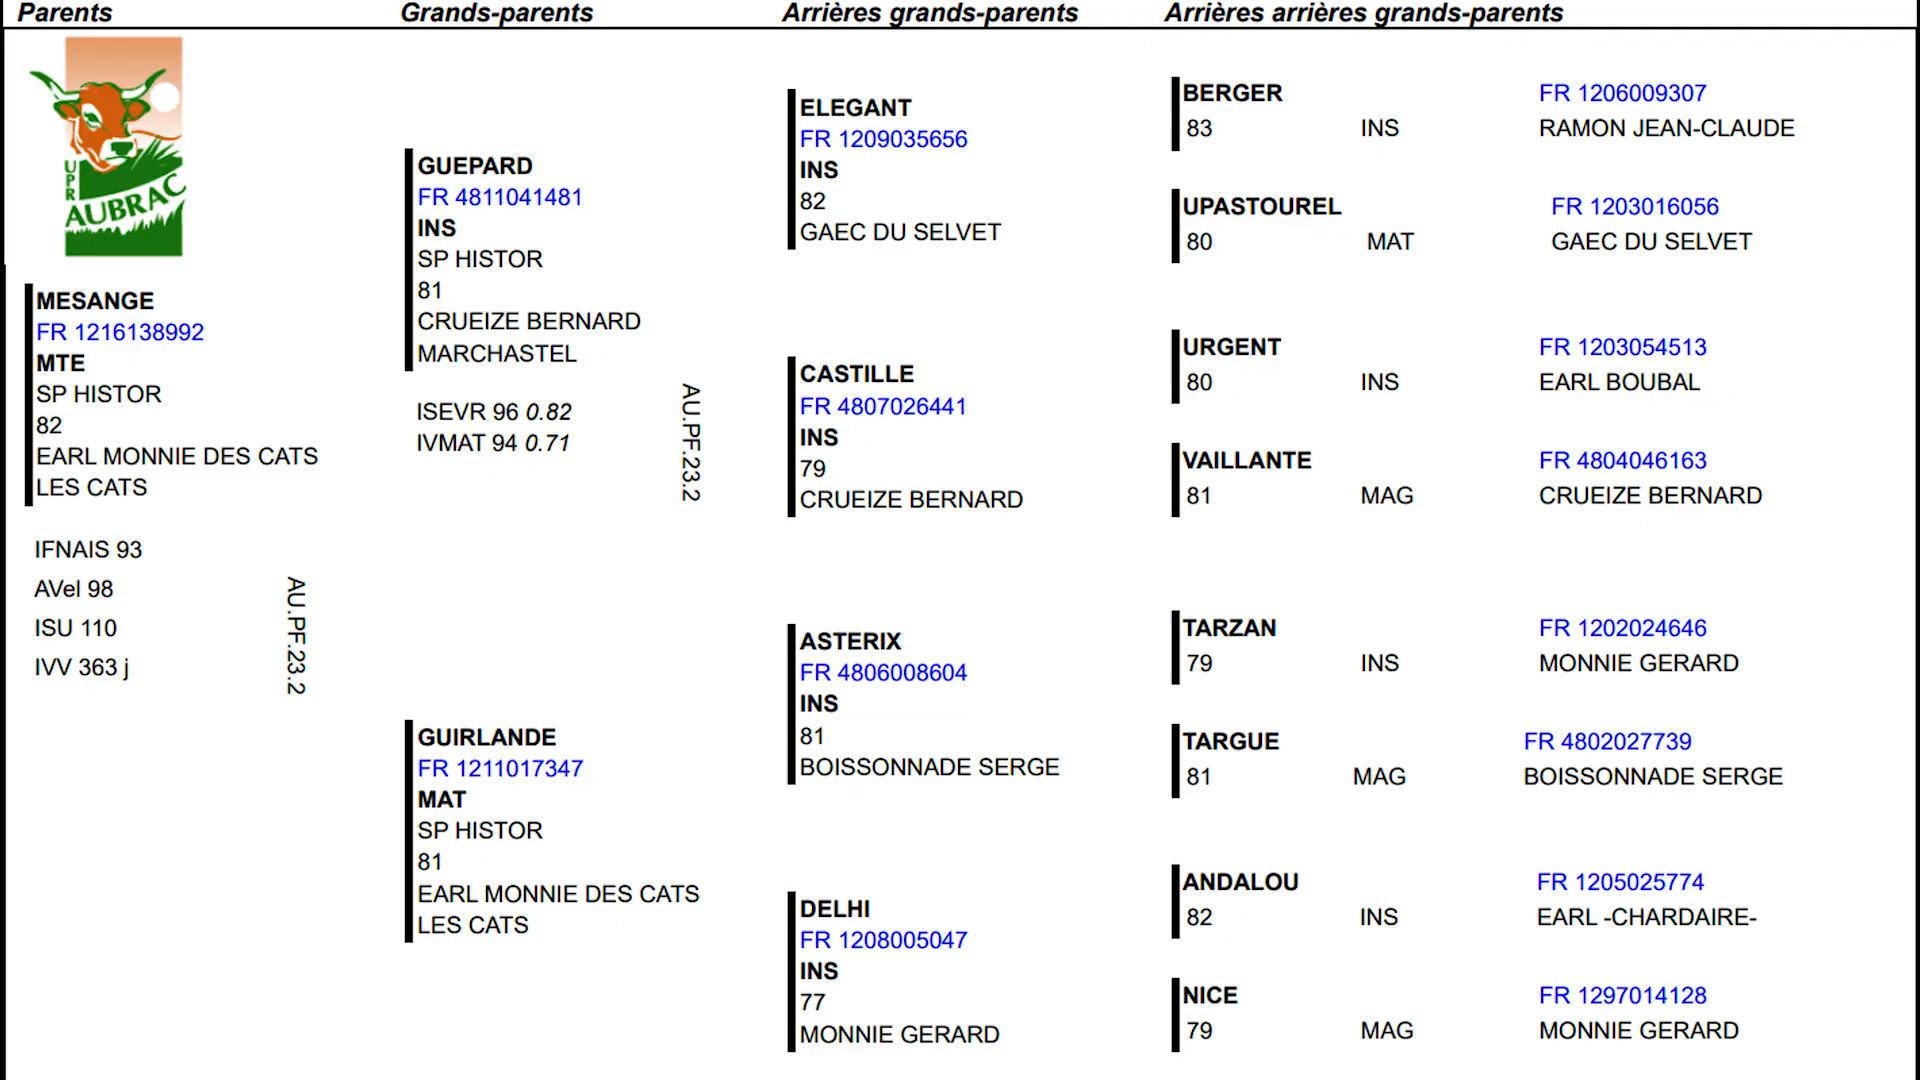 Parents Grands-parents Arrières grands-parents Arrières arrières grands-parents
UPR
AUBRAC
MESANGE
FR 1216138992
MTE
SP HISTOR
82
EARL MONNIE DES CATS
LES CATS
IFNAIS 93
AVel 98
ISU 110
IVV 363 j
AU.PF.23.2
GUEPARD
FR 4811041481
INS
SP HISTOR
81
CRUEIZE BERNARD
MARCHASTEL
ISEVR 96 0.82
IVMAT 94 0.71
AU.PF.23.2
GUIRLANDE
FR 1211017347
MAT
SP HISTOR
81
EARL MONNIE DES CATS
LES CATS
ELEGANT
FR 1209035656
INS
82
GAEC DU SELVET
CASTILLE
FR 4807026441
INS
79
CRUEIZE BERNARD
ASTERIX
FR 4806008604
INS
81
BOISSONNADE SERGE
DELHI
FR 1208005047
INS
77
MONNIE GERARD
BERGER FR 1206009307
83 INS RAMON JEAN-CLAUDE
UPASTOUREL FR 1203016056
80 MAT GAEC DU SELVET
URGENT FR 1203054513
80 INS EARL BOUBAL
VAILLANTE FR 4804046163
81 MAG CRUEIZE BERNARD
TARZAN FR 1202024646
79 INS MONNIE GERARD
TARGUE FR 4802027739
81 MAG BOISSONNADE SERGE
ANDALOU FR 1205025774
82 INS EARL -CHARDAIRE-
NICE FR 1297014128
79 MAG MONNIE GERARD